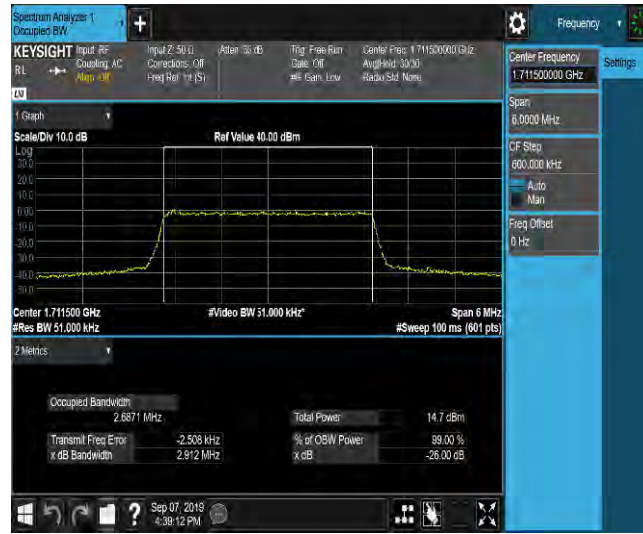 Spectrum Analyzer 1
Occupied BW
+
Frequency
KEYSIGHT Input: RF
RL
Coupling: AC
Align: Off
Input Z: 50 Ω
Corrections: Off
Freq Ref: Int (S)
Atten: 36 dB
Trig: Free Run
Gate: Off
#IF Gain: Low
Center Freq: 1.711500000 GHz
Avg|Hold: 30/30
Radio Std: None
LW
Center Frequency
1.711500000 GHz
Settings
Span
6.0000 MHz
CF Step
600.000 kHz
Auto
Man
Freq Offset
0 Hz
1 Graph
Scale/Div 10.0 dB
Ref Value 40.00 dBm
Log
30.0
20.0
10.0
0.00
-10.0
-20.0
-30.0
-40.0
-50.0
Center 1.711500 GHz
#Video BW 51.000 kHz*
Span 6 MHz
#Res BW 51.000 kHz
#Sweep 100 ms (601 pts)
2 Metrics
Occupied Bandwidth
2.6871 MHz
Total Power 14.7 dBm
Transmit Freq Error -2.508 kHz
% of OBW Power 99.00 %
x dB Bandwidth 2.912 MHz
x dB -26.00 dB
?
Sep 07, 2019
4:39:12 PM